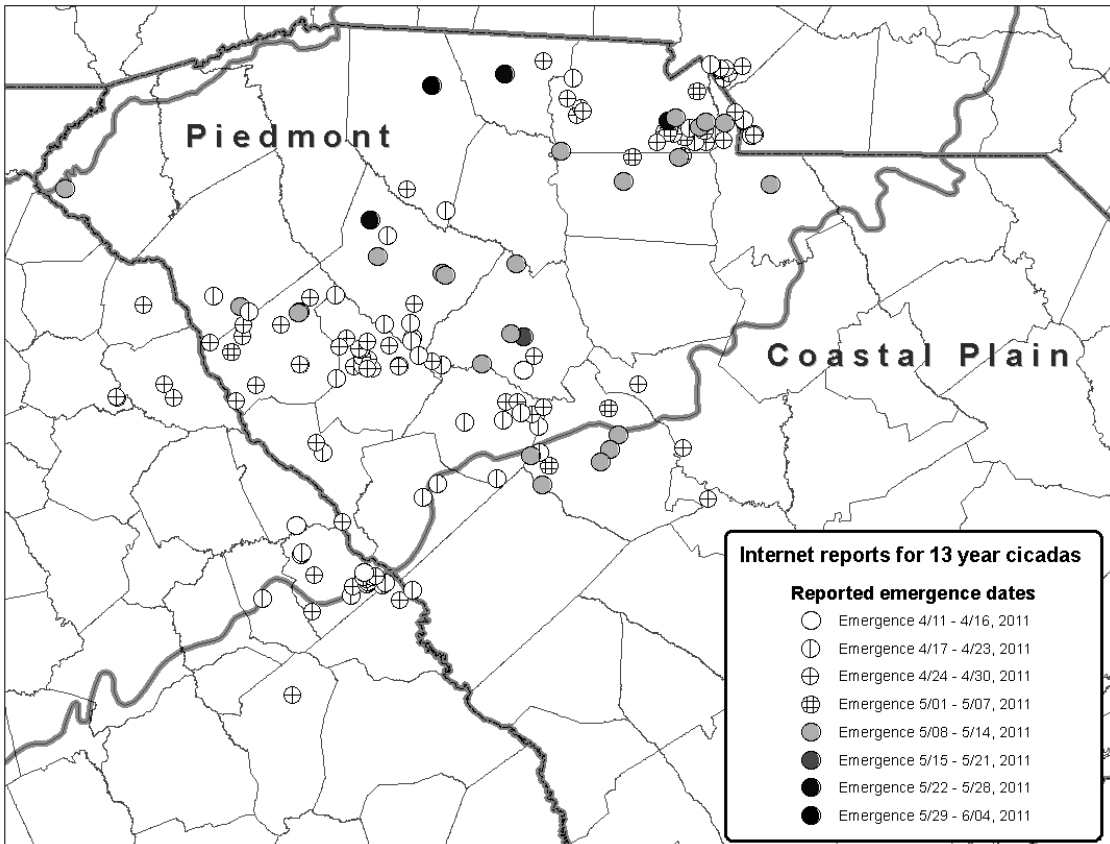 Piedmont
Coastal Plain
Internet reports for 13 year cicadas
Reported emergence dates
Emergence 4/11 - 4/16, 2011
Emergence 4/17 - 4/23, 2011
Emergence 4/24 - 4/30, 2011
Emergence 5/01 - 5/07, 2011
Emergence 5/08 - 5/14, 2011
Emergence 5/15 - 5/21, 2011
Emergence 5/22 - 5/28, 2011
Emergence 5/29 - 6/04, 2011